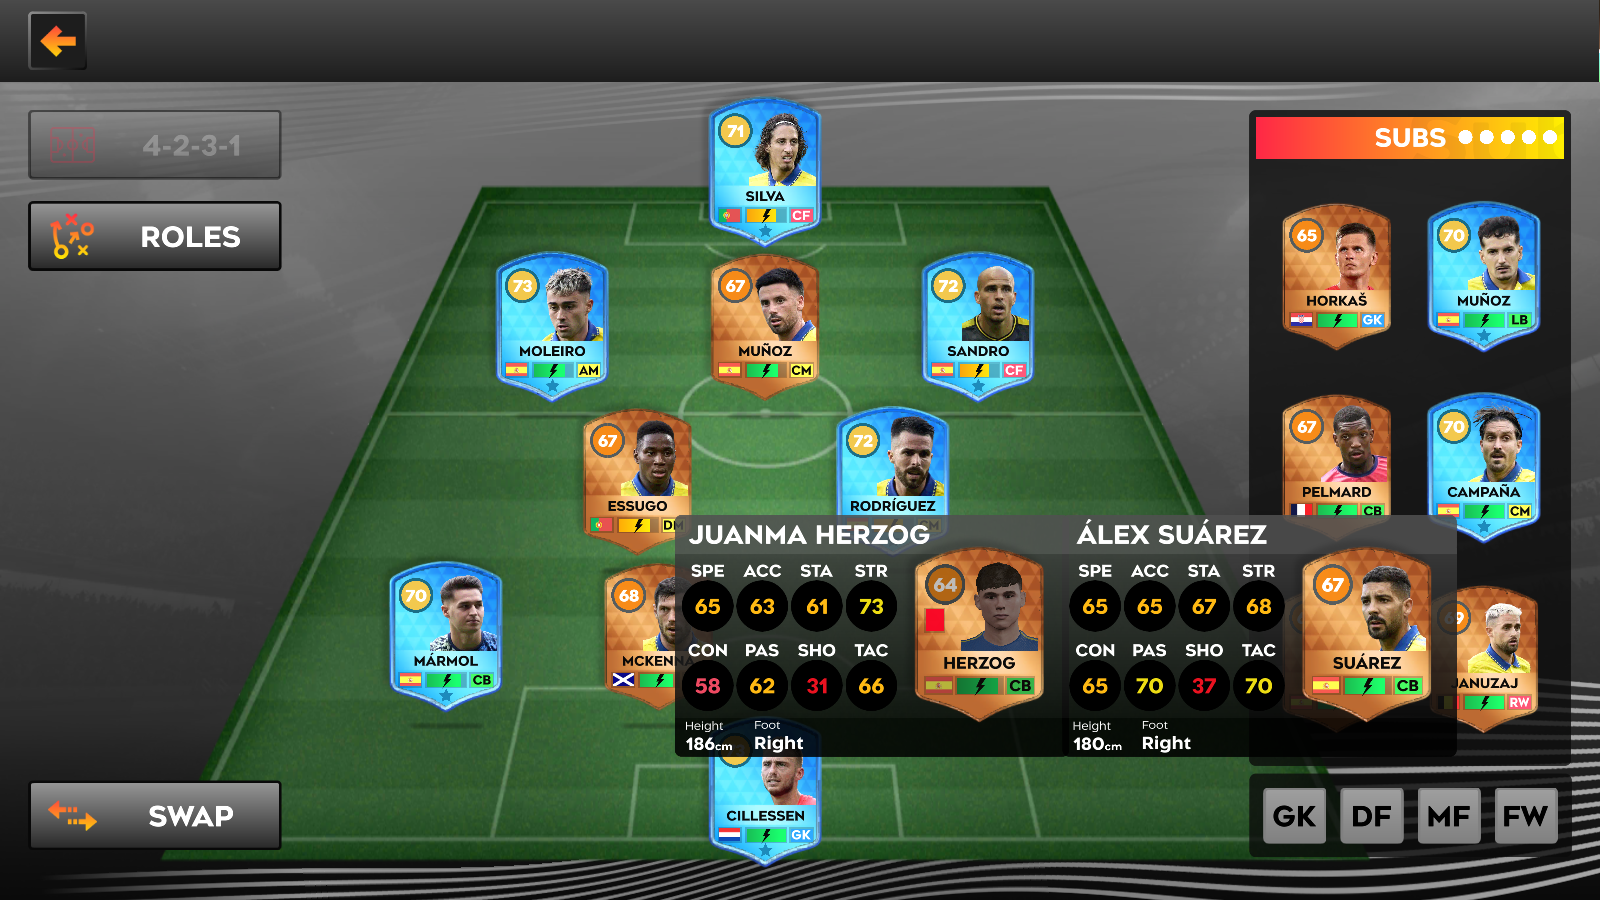 4-2-3-1
ROLES
SWAP
71
SILVA
CF
73
MOLEIRO
AM
67
MUÑOZ
CM
72
SANDRO
CF
67
ESSUGO
DM
72
RODRÍGUEZ
CM
70
MÁRMOL
CB
68
MCKENNA
CILLESSEN
GK
JUANMA HERZOG
SPE ACC STA STR
65 63 61 73
CON PAS SHO TAC
58 62 31 66
Height Foot
186cm Right
64
HERZOG
CB
ÁLEX SUÁREZ
SPE ACC STA STR
65 65 67 68
CON PAS SHO TAC
65 70 37 70
Height Foot
180cm Right
67
SUÁREZ
CB
SUBS
65
HORKAŠ
GK
70
MUÑOZ
LB
67
PELMARD
CB
70
CAMPAÑA
CM
69
JANUZAJ
RW
GK DF MF FW